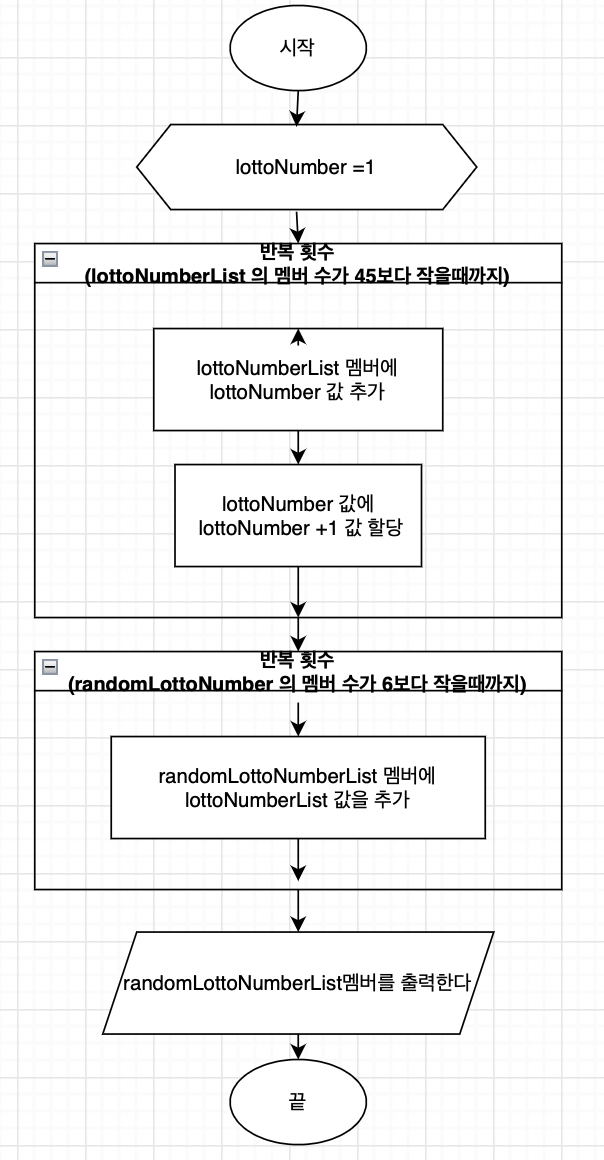 시작
lottoNumber =1
반복 횟수
(lottoNumberList 의 멤버 수가 45보다 작을때까지)
lottoNumberList 멤버에
lottoNumber 값 추가
lottoNumber 값에
lottoNumber +1 값 할당
반복 횟수
(randomLottoNumber 의 멤버 수가 6보다 작을때까지)
randomLottoNumberList 멤버에
lottoNumberList 값을 추가
randomLottoNumberList멤버를 출력한다
끝